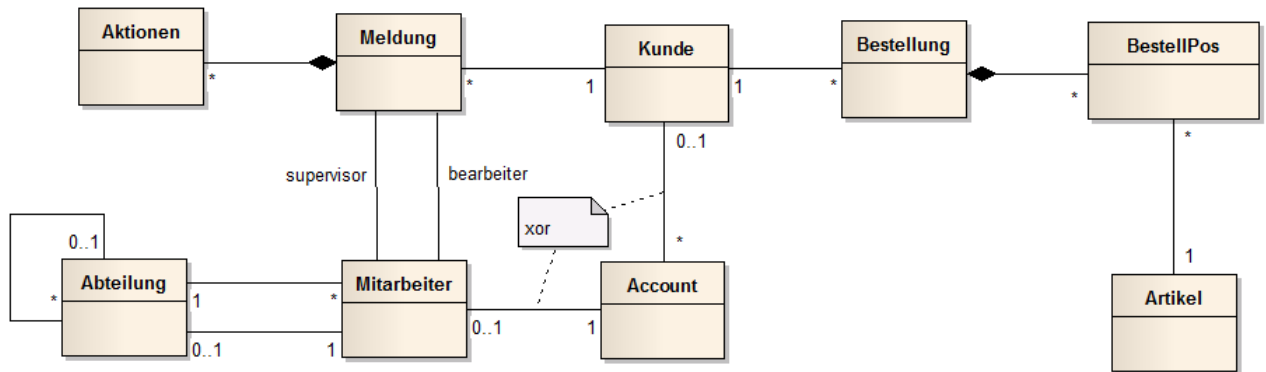 Aktionen
Meldung
Kunde
Bestellung
BestellPos
*
*
1
1
*
*
0..1
*
supervisor
bearbeiter
xor
0..1
*
*
1
Abteilung
Mitarbeiter
Account
Artikel
1
*
0..1
1
0..1
1